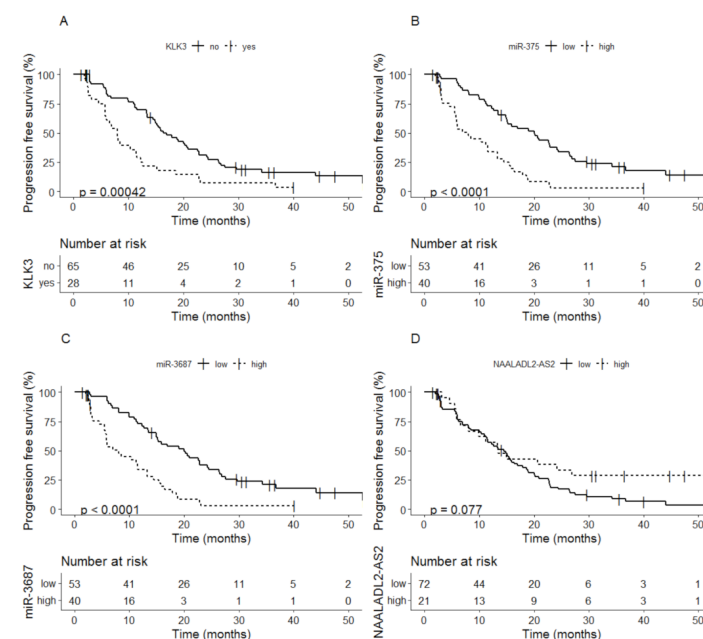 A
KLK3 no yes
Progression free survival (%)
100
75
50
25
0
p = 0.00042
0 10 20 30 40 50
Time (months)
Number at risk
KLK3
no 65 46 25 10 5 2
yes 28 11 4 2 1 0
0 10 20 30 40 50
Time (months)
B
miR-375 low high
Progression free survival (%)
100
75
50
25
0
p < 0.0001
0 10 20 30 40 50
Time (months)
Number at risk
miR-375
low 53 41 26 11 5 2
high 40 16 3 1 1 0
0 10 20 30 40 50
Time (months)
C
miR-3687 low high
Progression free survival (%)
100
75
50
25
0
p < 0.0001
0 10 20 30 40 50
Time (months)
Number at risk
miR-3687
low 53 41 26 11 5 2
high 40 16 3 1 1 0
0 10 20 30 40 50
Time (months)
D
NAALADL2-AS2 low high
Progression free survival (%)
100
75
50
25
0
p = 0.077
0 10 20 30 40 50
Time (months)
Number at risk
NAALADL2-AS2
low 72 44 20 6 3 1
high 21 13 9 6 3 1
0 10 20 30 40 50
Time (months)